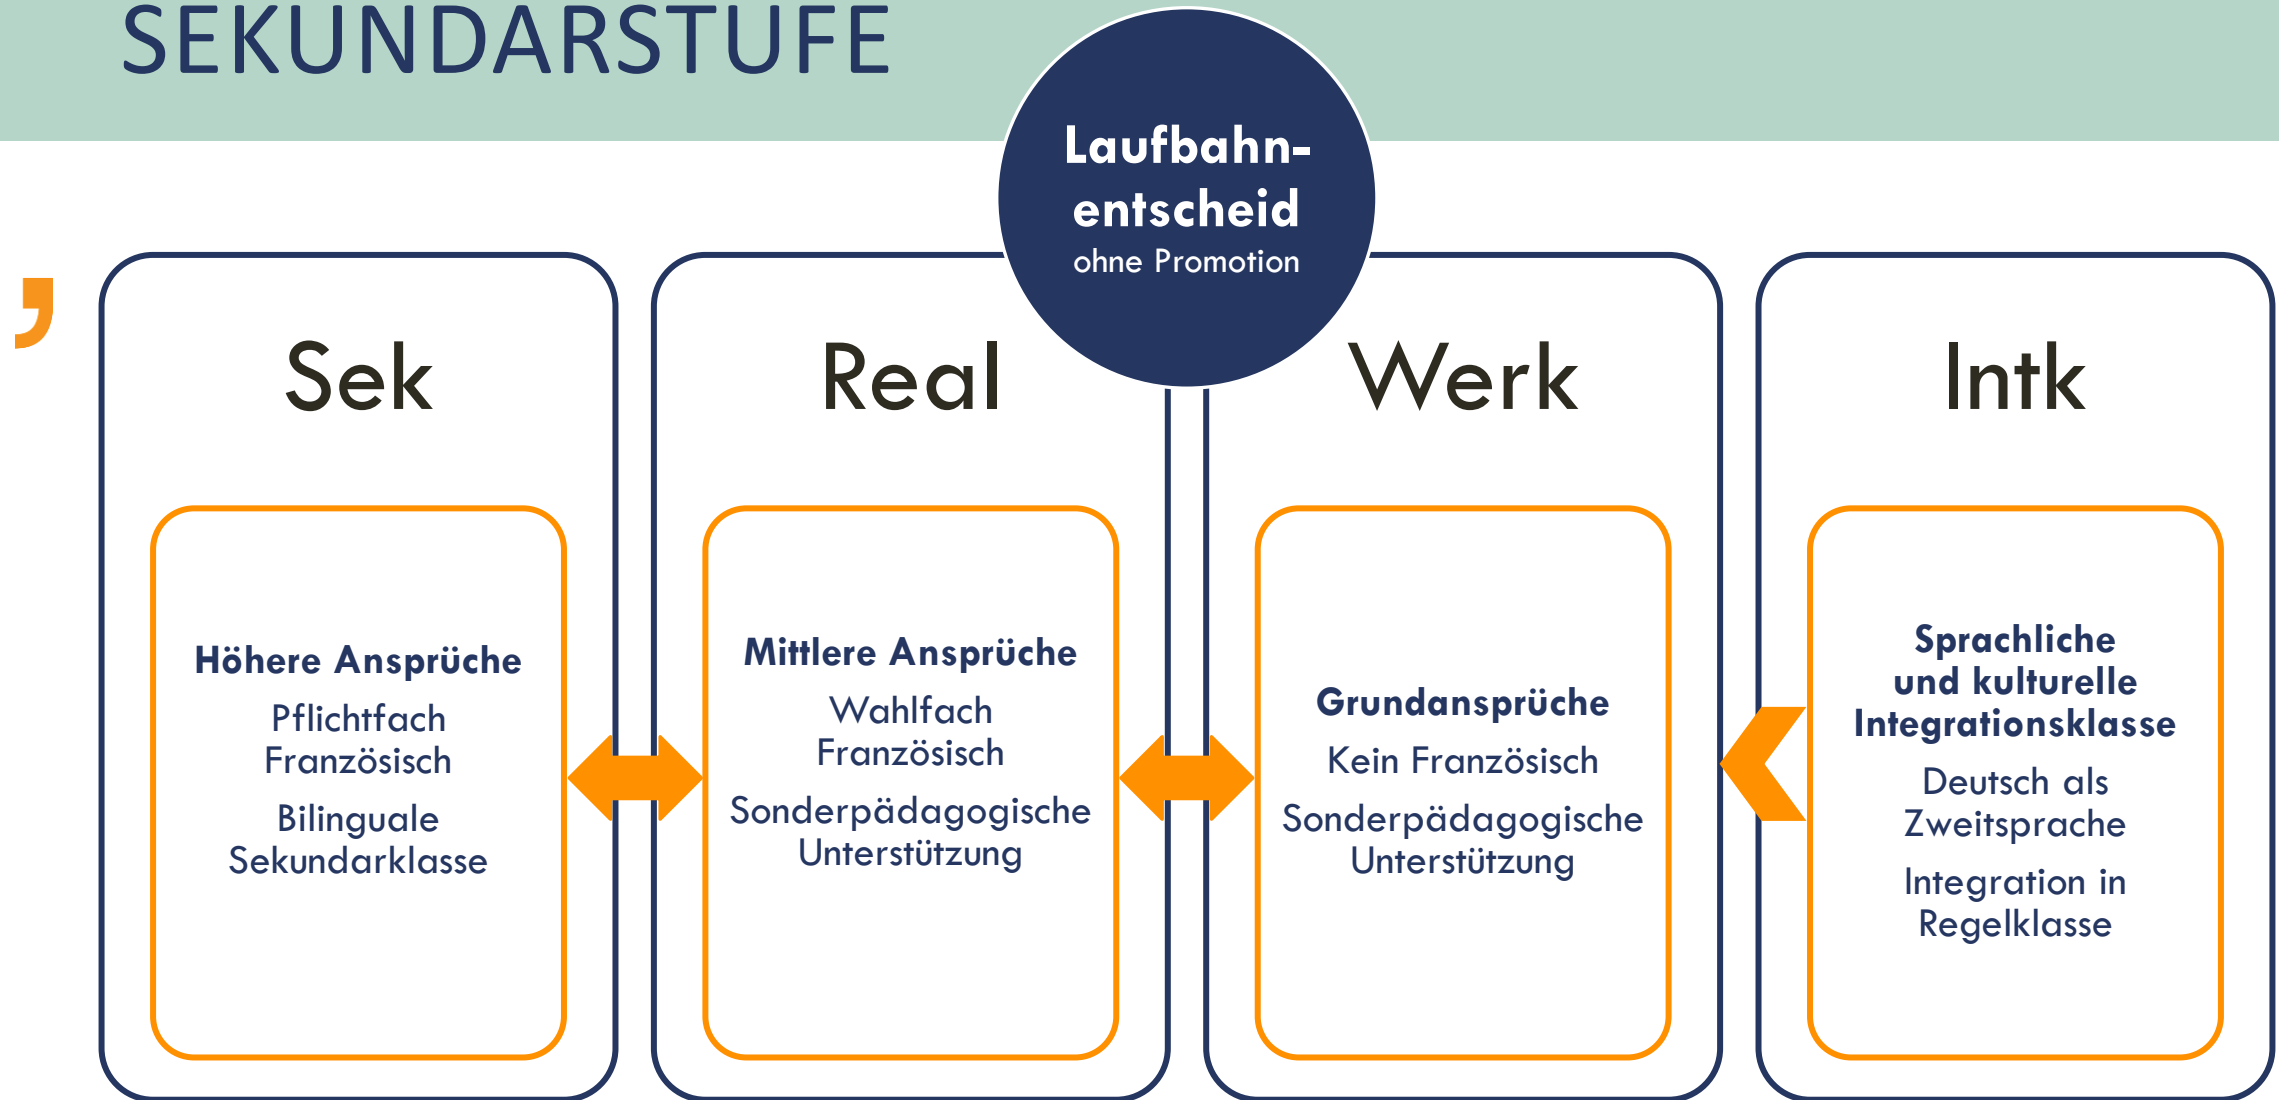 SEKUNDARSTUFE
Laufbahn-
entscheid
ohne Promotion
,
Sek
Höhere Ansprüche
Pflichtfach
Französisch
Bilinguale
Sekundarklasse
Real
Mittlere Ansprüche
Wahlfach
Französisch
Sonderpädagogische
Unterstützung
Werk
Grundansprüche
Kein Französisch
Sonderpädagogische
Unterstützung
Intk
Sprachliche
und kulturelle
Integrationsklasse
Deutsch als
Zweitsprache
Integration in
Regelklasse